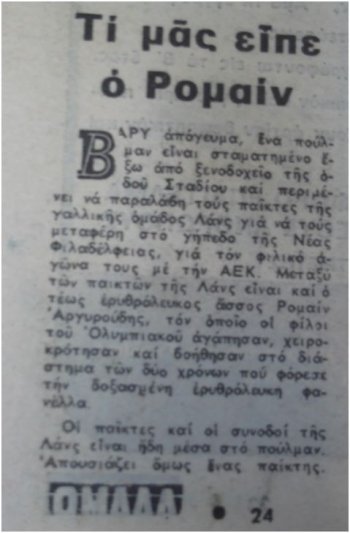 Τί μᾶς εἶπε
ὁ Ρομαίν
ΒΑΡΥ ἀπόγευμα, ἕνα πούλ-
μαν εἶναι σταματημένο ἔ-
ξω ἀπό ξενοδοχεῖο τῆς ὁ-
δοῦ Σταδίου καί περιμέ-
νει νά παραλάβη τούς παῖκτες τῆς
γαλλικῆς ὁμάδος Λάνς γιά νά τούς
μεταφέρη στό γήπεδο τῆς Νέας
Φιλαδέλφειας, γιά τόν φιλικό ἀ-
γῶνα τους μέ τήν ΑΕΚ. Μεταξύ
τῶν παικτῶν τῆς Λάνς εἶναι καί ὁ
τέως ἐρυθρόλευκος ἄσσος Ρομαίν
Ἀργυρούδης, τόν ὁποῖο οἱ φίλοι
τοῦ Ὀλυμπιακοῦ ἀγάπησαν, χειρο-
κρότησαν καί βοήθησαν στό διά-
στημα τῶν δύο χρόνων πού φόρεσε
τήν δοξασμένη ἐρυθρόλευκη φα-
νέλλα.
Οἱ παῖκτες καί οἱ συνοδοί τῆς
Λάνς εἶναι ἤδη μέσα στό πούλμαν.
Ἀπουσιάζει ὅμως ἕνας παίκτης.
ΟΜΑΔΑ • 24